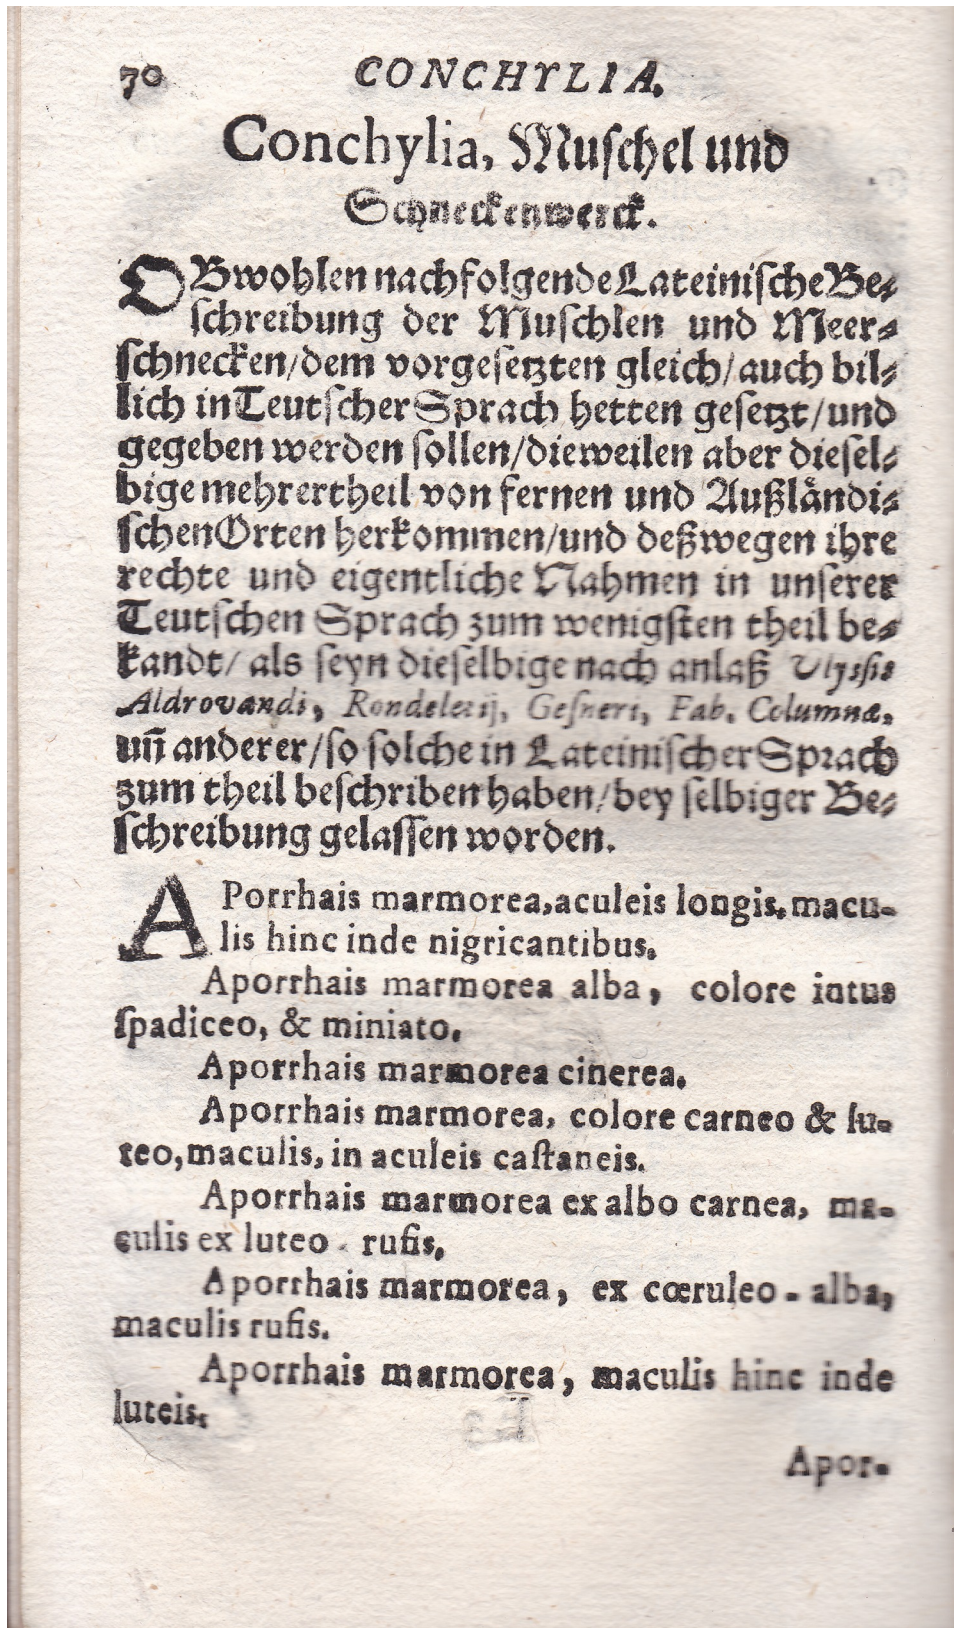 70 CONCHYLIA.
Conchylia, Muſchel und
Schneckenwerck.
OBwohlen nachfolgende Lateiniſche Be⸗
ſchreibung der Muſchlen und Meer⸗
ſchnecken/dem vorgeſetzten gleich/auch bil⸗
lich in Teutſcher Sprach hetten geſetzt/und
gegeben werden ſollen/dieweilen aber dieſel⸗
bige mehrertheil von fernen und Außlaͤndi⸗
ſchen Orten herkommen/und deßwegen ihre
rechte und eigentliche Nahmen in unſerer
Teutſchen Sprach zum wenigſten theil be⸗
kandt/ als ſeyn dieſelbige nach anlaß Ulyſſis
Aldrovandi, Rondeletij, Geſneri, Fab. Columnæ,
uñ anderer/ſo ſolche in Lateiniſcher Sprach
zum theil beſchriben haben/bey ſelbiger Be⸗
ſchreibung gelaſſen worden.
APorrhais marmorea, aculeis longis, macu-
lis hinc inde nigricantibus.
Aporrhais marmorea alba, colore intus
ſpadiceo, & miniato.
Aporrhais marmorea cinerea.
Aporrhais marmorea, colore carneo & lu-
teo, maculis, in aculeis caſtaneis.
Aporrhais marmorea ex albo carnea, ma-
culis ex luteo - rufis.
Aporrhais marmorea, ex cœruleo - alba,
maculis rufis.
Aporrhais marmorea, maculis hinc inde
luteis.
Apor-